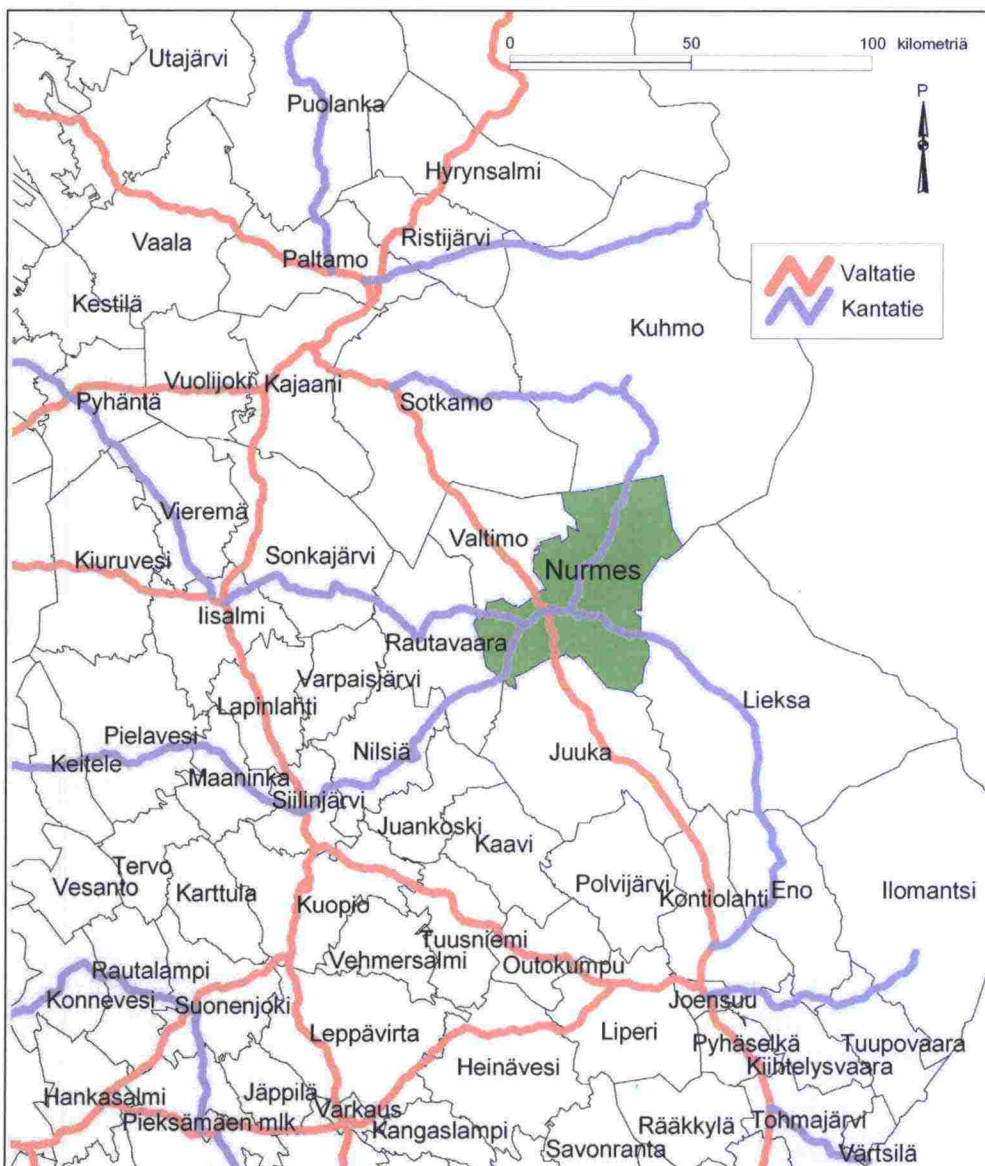 0 50 100 kilometriä
P
Utajärvi
Puolanka
Hyrynsalmi
Vaala
Paltamo
Ristijärvi
Kestilä
Valtatie
Kantatie
Kuhmo
Vuolijoki
Kajaani
Pyhäntä
Sotkamo
Vieremä
Valtimo
Kiuruvesi
Sonkajärvi
Nurmes
Iisalmi
Rautavaara
Varpaisjärvi
Lapinlahti
Lieksa
Pielavesi
Keitele
Nilsiä
Juuka
Maaninka
Siilinjärvi
Juankoski
Kaavi
Tervo
Vesanto
Karttula
Polvijärvi
Kontiolahti
Eno
Ilomantsi
Kuopio
Tuusniemi
Vehmersalmi
Outokumpu
Rautalampi
Konnevesi
Suonenjoki
Joensuu
Leppävirta
Liperi
Pyhäselkä
Tuupovaara
Kiihtelysvaara
Heinävesi
Hankasalmi
Jäppilä
Pieksämäen mlk
Varkaus
Kangaslampi
Rääkkylä
Tohmajärvi
Savonranta
Värtsilä